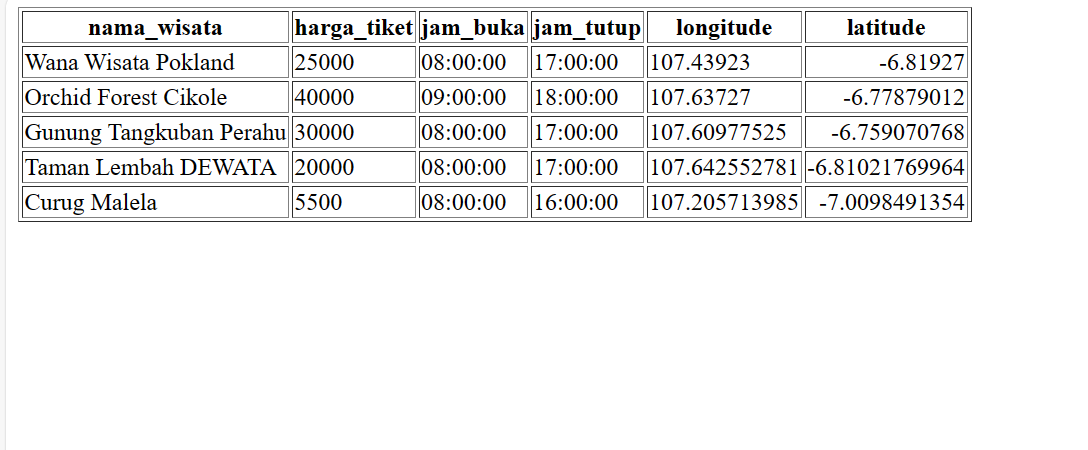 nama_wisata harga_tiket jam_buka jam_tutup longitude latitude
Wana Wisata Pokland 25000 08:00:00 17:00:00 107.43923 -6.81927
Orchid Forest Cikole 40000 09:00:00 18:00:00 107.63727 -6.77879012
Gunung Tangkuban Perahu 30000 08:00:00 17:00:00 107.60977525 -6.759070768
Taman Lembah DEWATA 20000 08:00:00 17:00:00 107.642552781 -6.81021769964
Curug Malela 5500 08:00:00 16:00:00 107.205713985 -7.0098491354